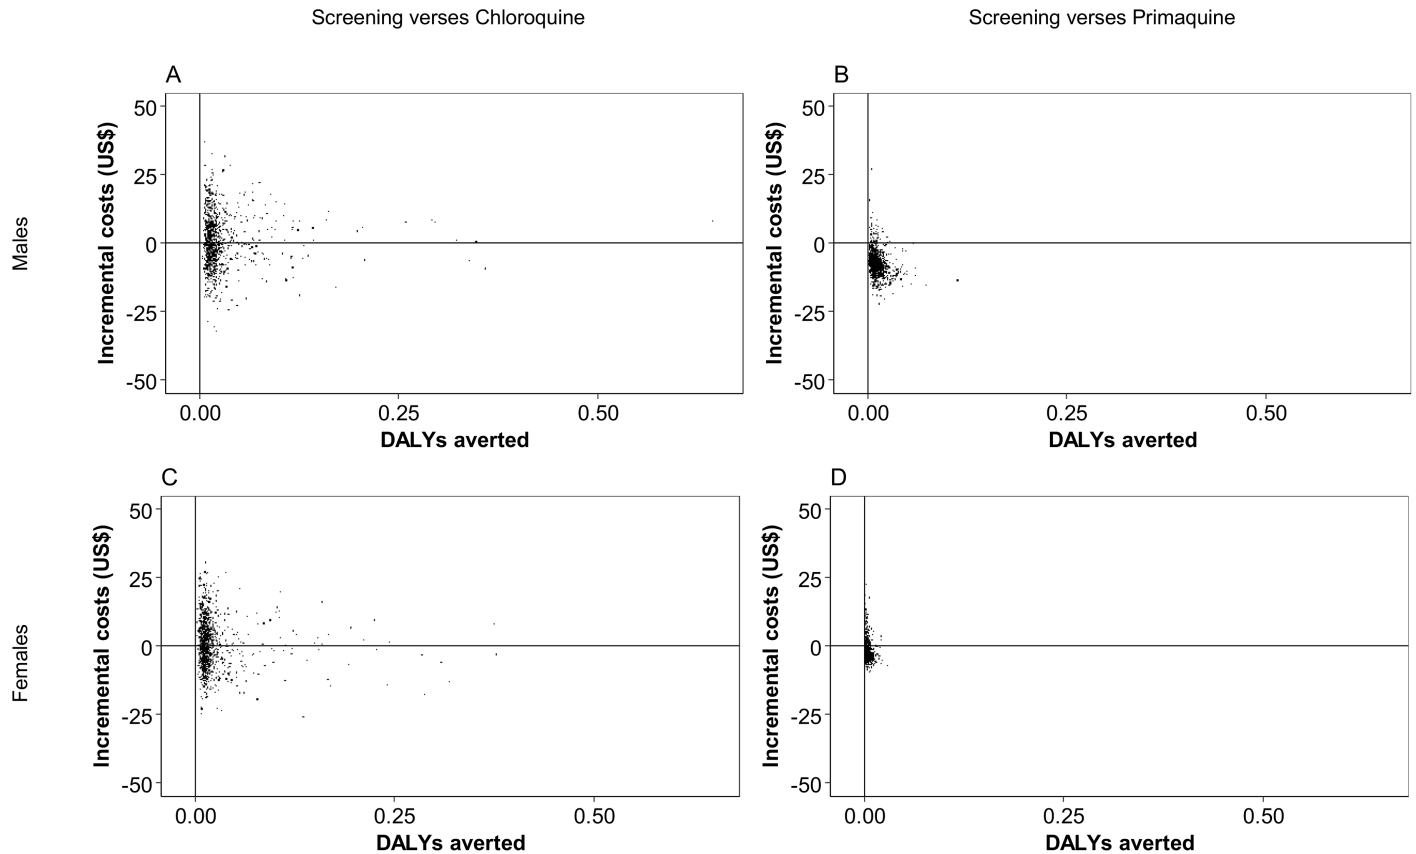 Screening verses Chloroquine
Screening verses Primaquine
A
B
50
25
0
-25
-50
Incremental costs (US$)
0.00 0.25 0.50
DALYs averted
50
25
0
-25
-50
Incremental costs (US$)
0.00 0.25 0.50
DALYs averted
Males
C
D
50
25
0
-25
-50
Incremental costs (US$)
0.00 0.25 0.50
DALYs averted
50
25
0
-25
-50
Incremental costs (US$)
0.00 0.25 0.50
DALYs averted
Females